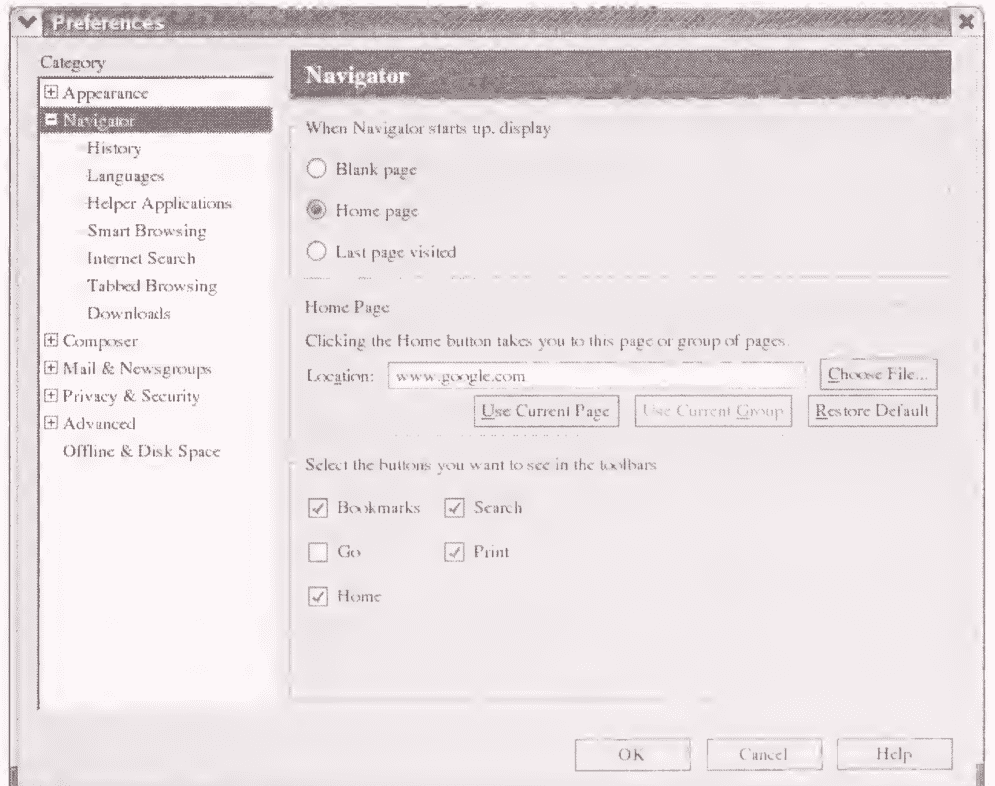 Preferences
Category
Appearance
Navigator
History
Languages
Helper Applications
Smart Browsing
Internet Search
Tabbed Browsing
Downloads
Composer
Mail & Newsgroups
Privacy & Security
Advanced
Offline & Disk Space
Navigator
When Navigator starts up, display
Blank page
Home page
Last page visited
Home Page
Clicking the Home button takes you to this page or group of pages.
Location: www.google.com Choose File...
Use Current Page Use Current Group Restore Default
Select the buttons you want to see in the toolbars
Bookmarks Search
Go Print
Home
OK Cancel Help